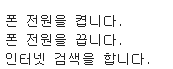 폰 전원을 켭니다.
폰 전원을 끕니다.
인터넷 검색을 합니다.